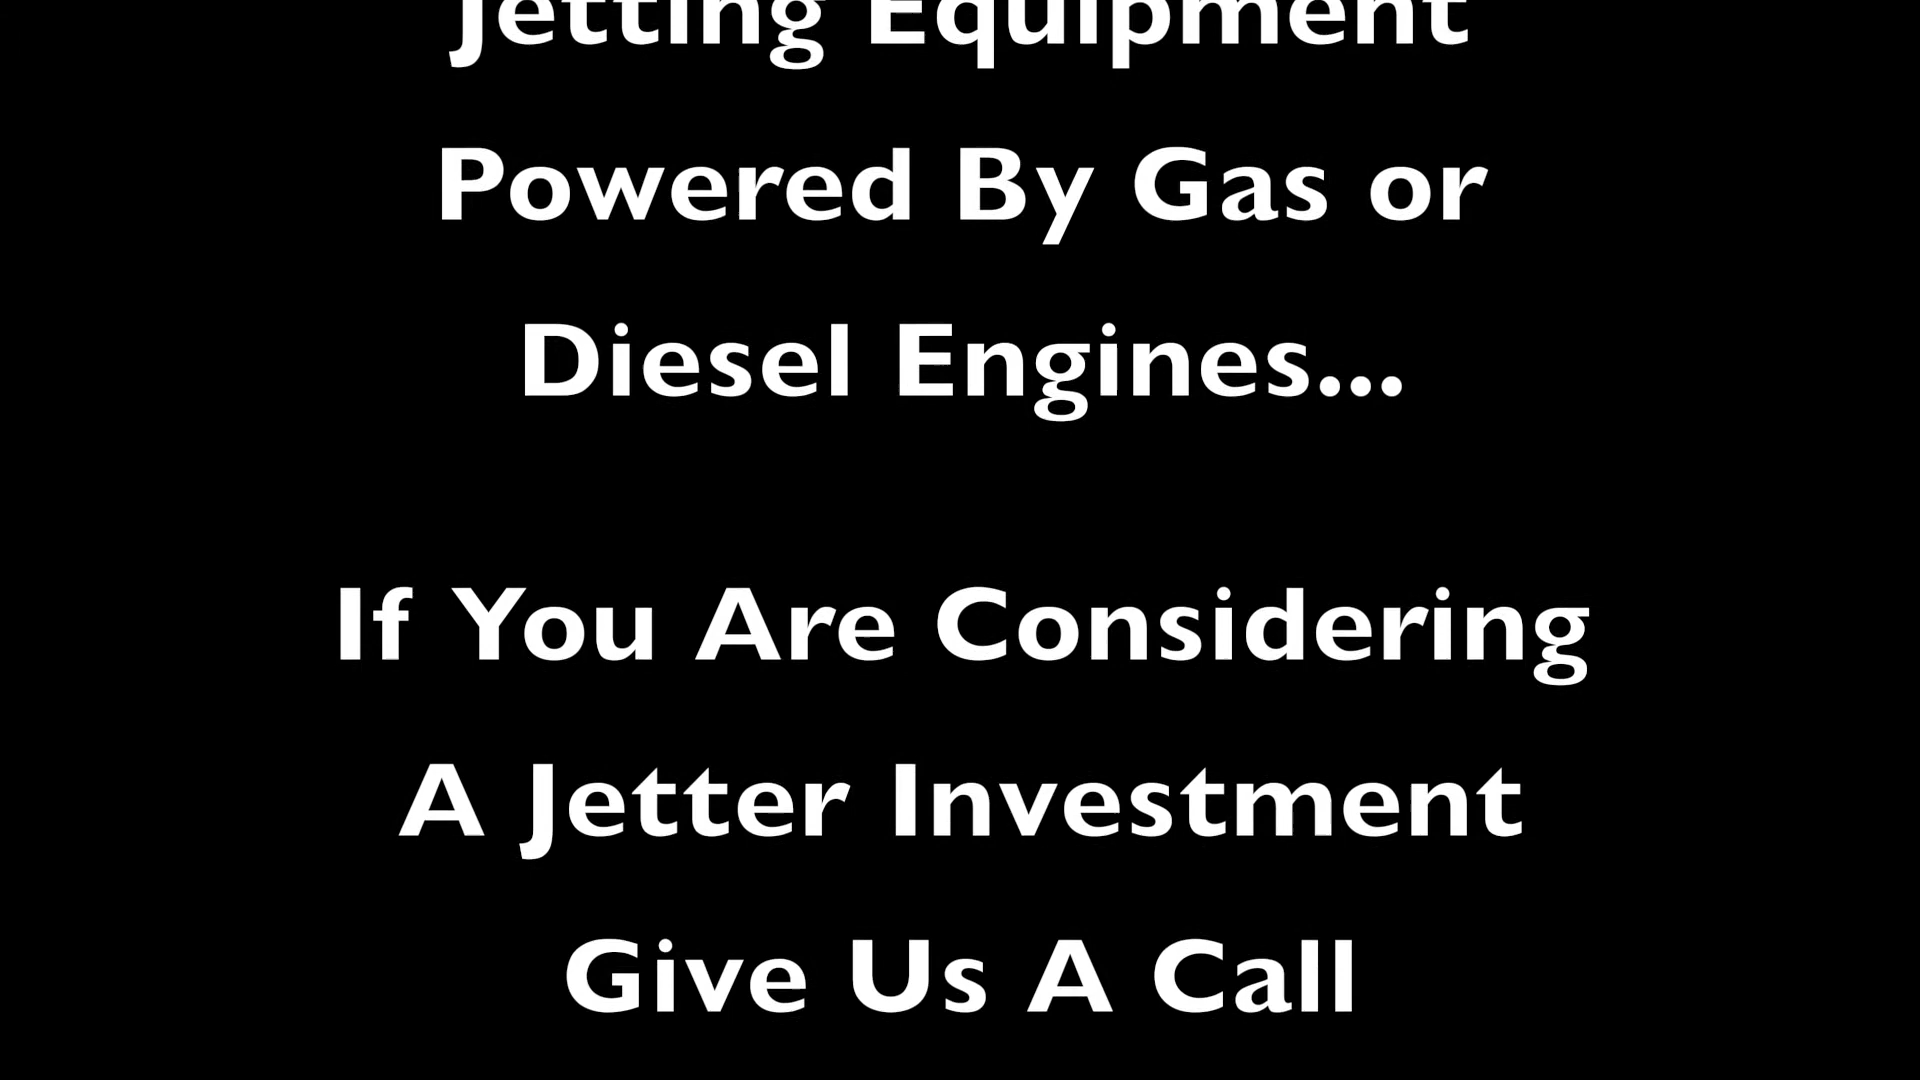 Jetting Equipment
Powered By Gas or
Diesel Engines...
If You Are Considering
A Jetter Investment
Give Us A Call